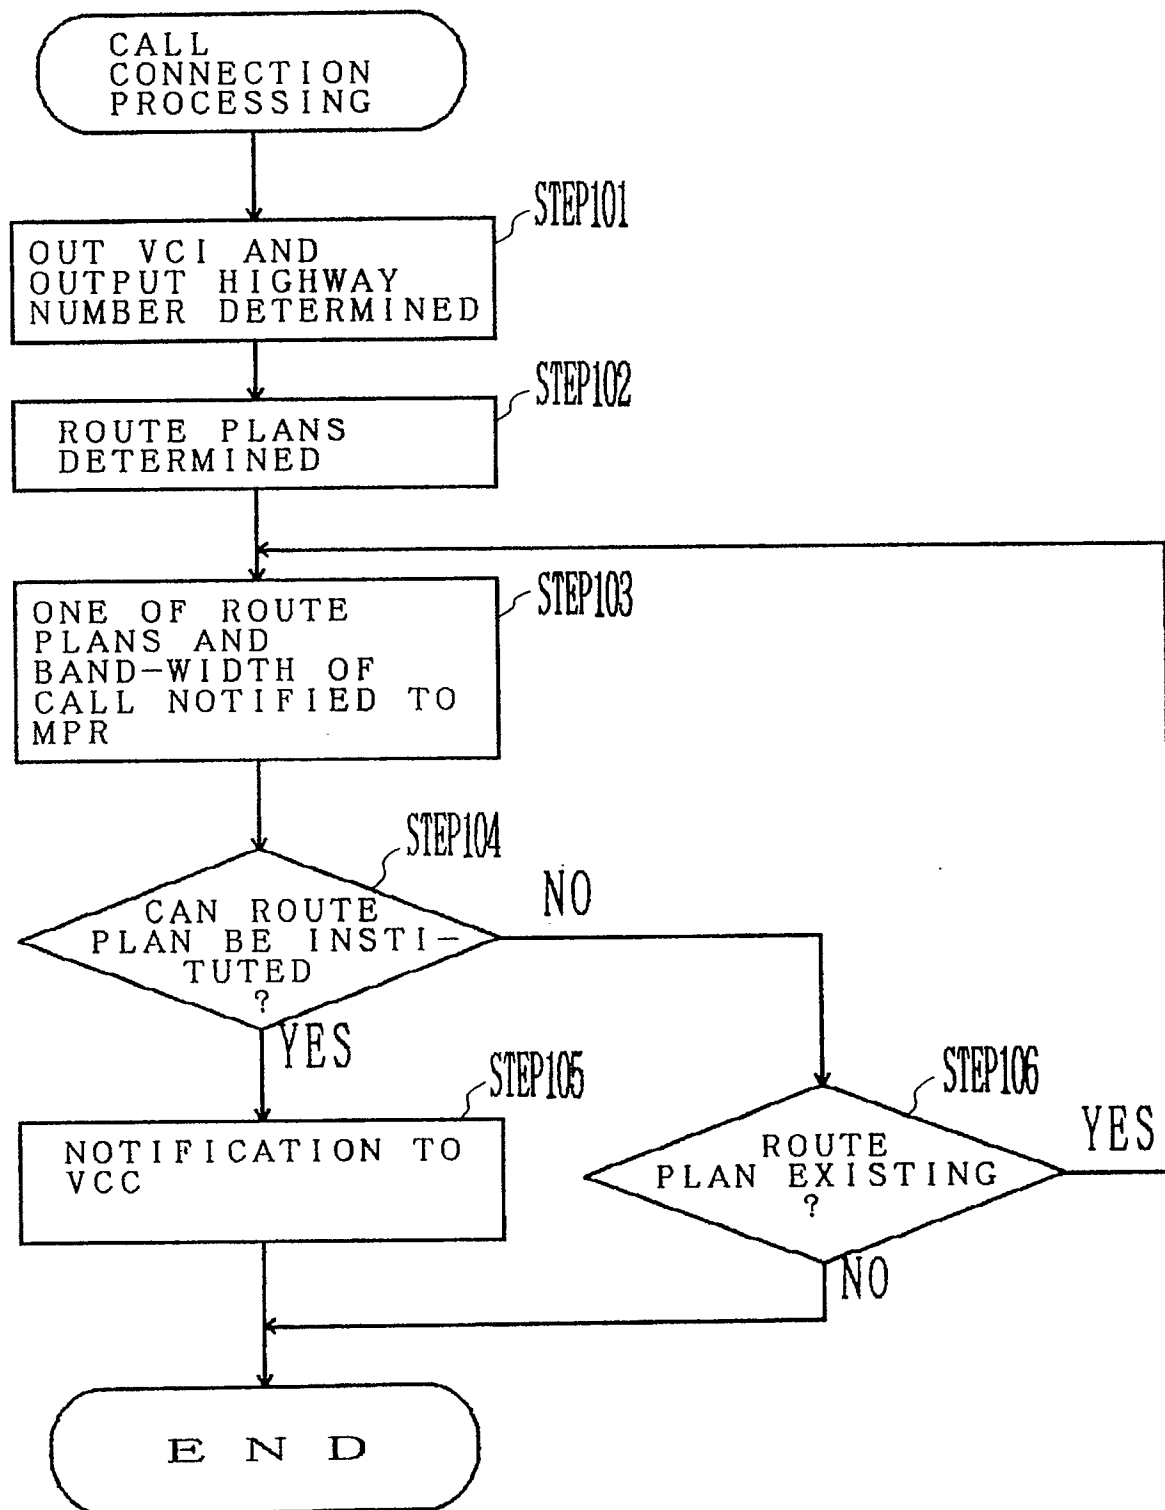 CALL
CONNECTION
PROCESSING
STEP101
OUT VCI AND
OUTPUT HIGHWAY
NUMBER DETERMINED
STEP102
ROUTE PLANS
DETERMINED
STEP103
ONE OF ROUTE
PLANS AND
BAND-WIDTH OF
CALL NOTIFIED TO
MPR
STEP104
CAN ROUTE
PLAN BE INSTI-
TUTED
?
NO
YES
STEP105
NOTIFICATION TO
VCC
STEP106
ROUTE
PLAN EXISTING
?
YES
NO
END